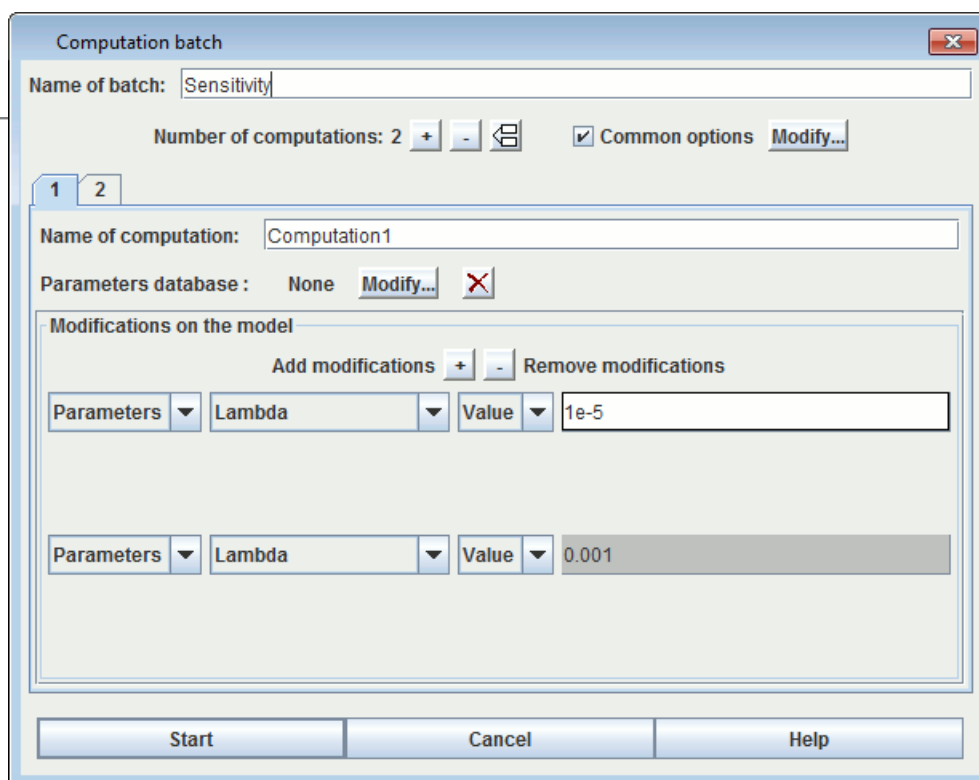 Computation batch
Name of batch: Sensitivity
Number of computations: 2 + - Common options Modify...
1 2
Name of computation: Computation1
Parameters database : None Modify...
Modifications on the model
Add modifications + - Remove modifications
Parameters Lambda Value 1e-5
Parameters Lambda Value 0.001
Start Cancel Help